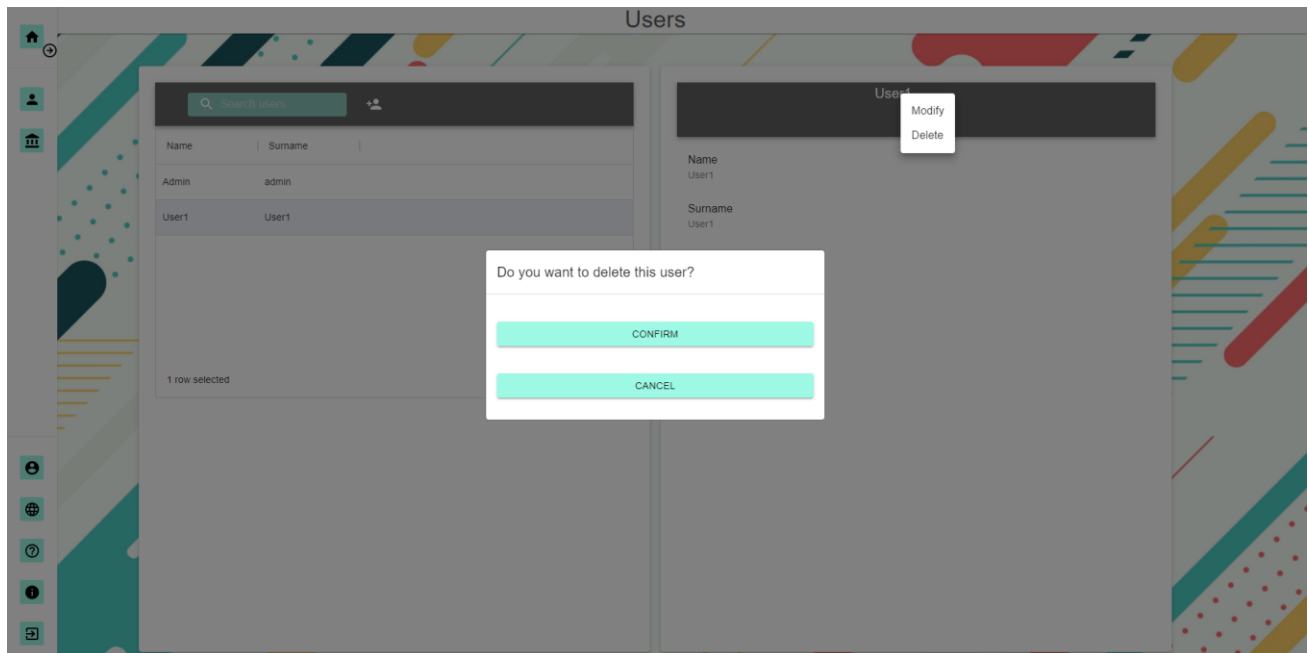 Users
Search users
Name
Surname
Admin
admin
User1
User1
1 row selected
User1
Modify
Delete
Name
User1
Surname
User1
Do you want to delete this user?
CONFIRM
CANCEL